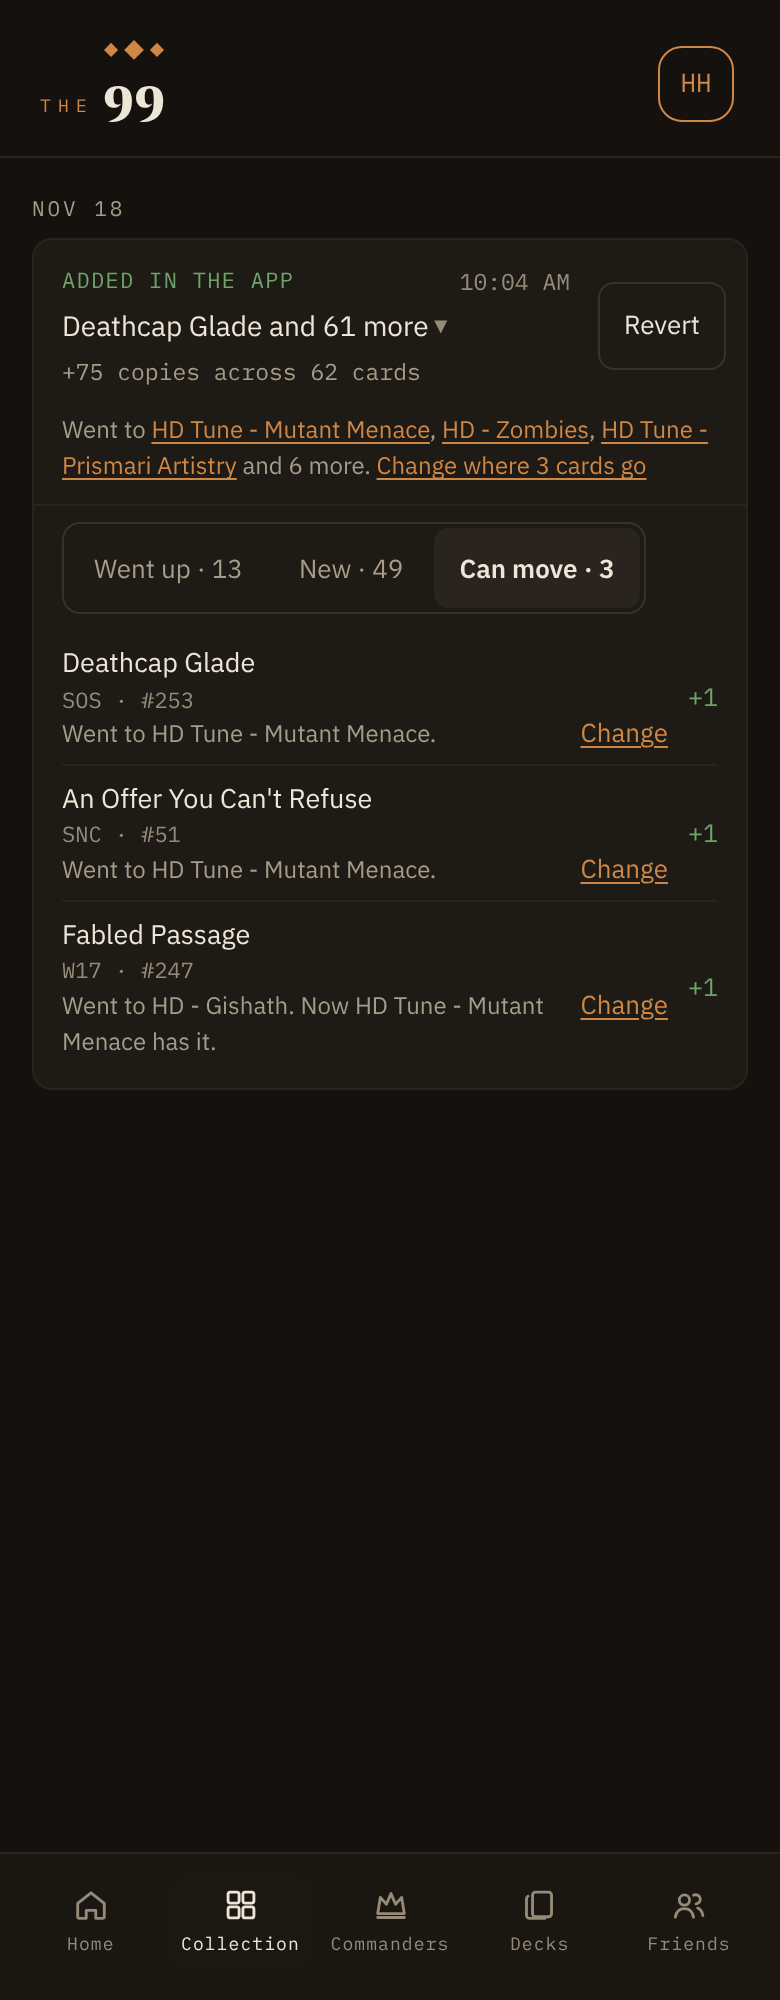 THE 99
HH
NOV 18
ADDED IN THE APP
10:04 AM
Deathcap Glade and 61 more ▾
Revert
+75 copies across 62 cards
Went to HD Tune - Mutant Menace, HD - Zombies, HD Tune -
Prismari Artistry and 6 more. Change where 3 cards go
Went up · 13
New · 49
Can move · 3
Deathcap Glade
SOS · #253
+1
Went to HD Tune - Mutant Menace.
Change
An Offer You Can't Refuse
SNC · #51
+1
Went to HD Tune - Mutant Menace.
Change
Fabled Passage
W17 · #247
+1
Went to HD - Gishath. Now HD Tune - Mutant
Change
Menace has it.
Home
Collection
Commanders
Decks
Friends